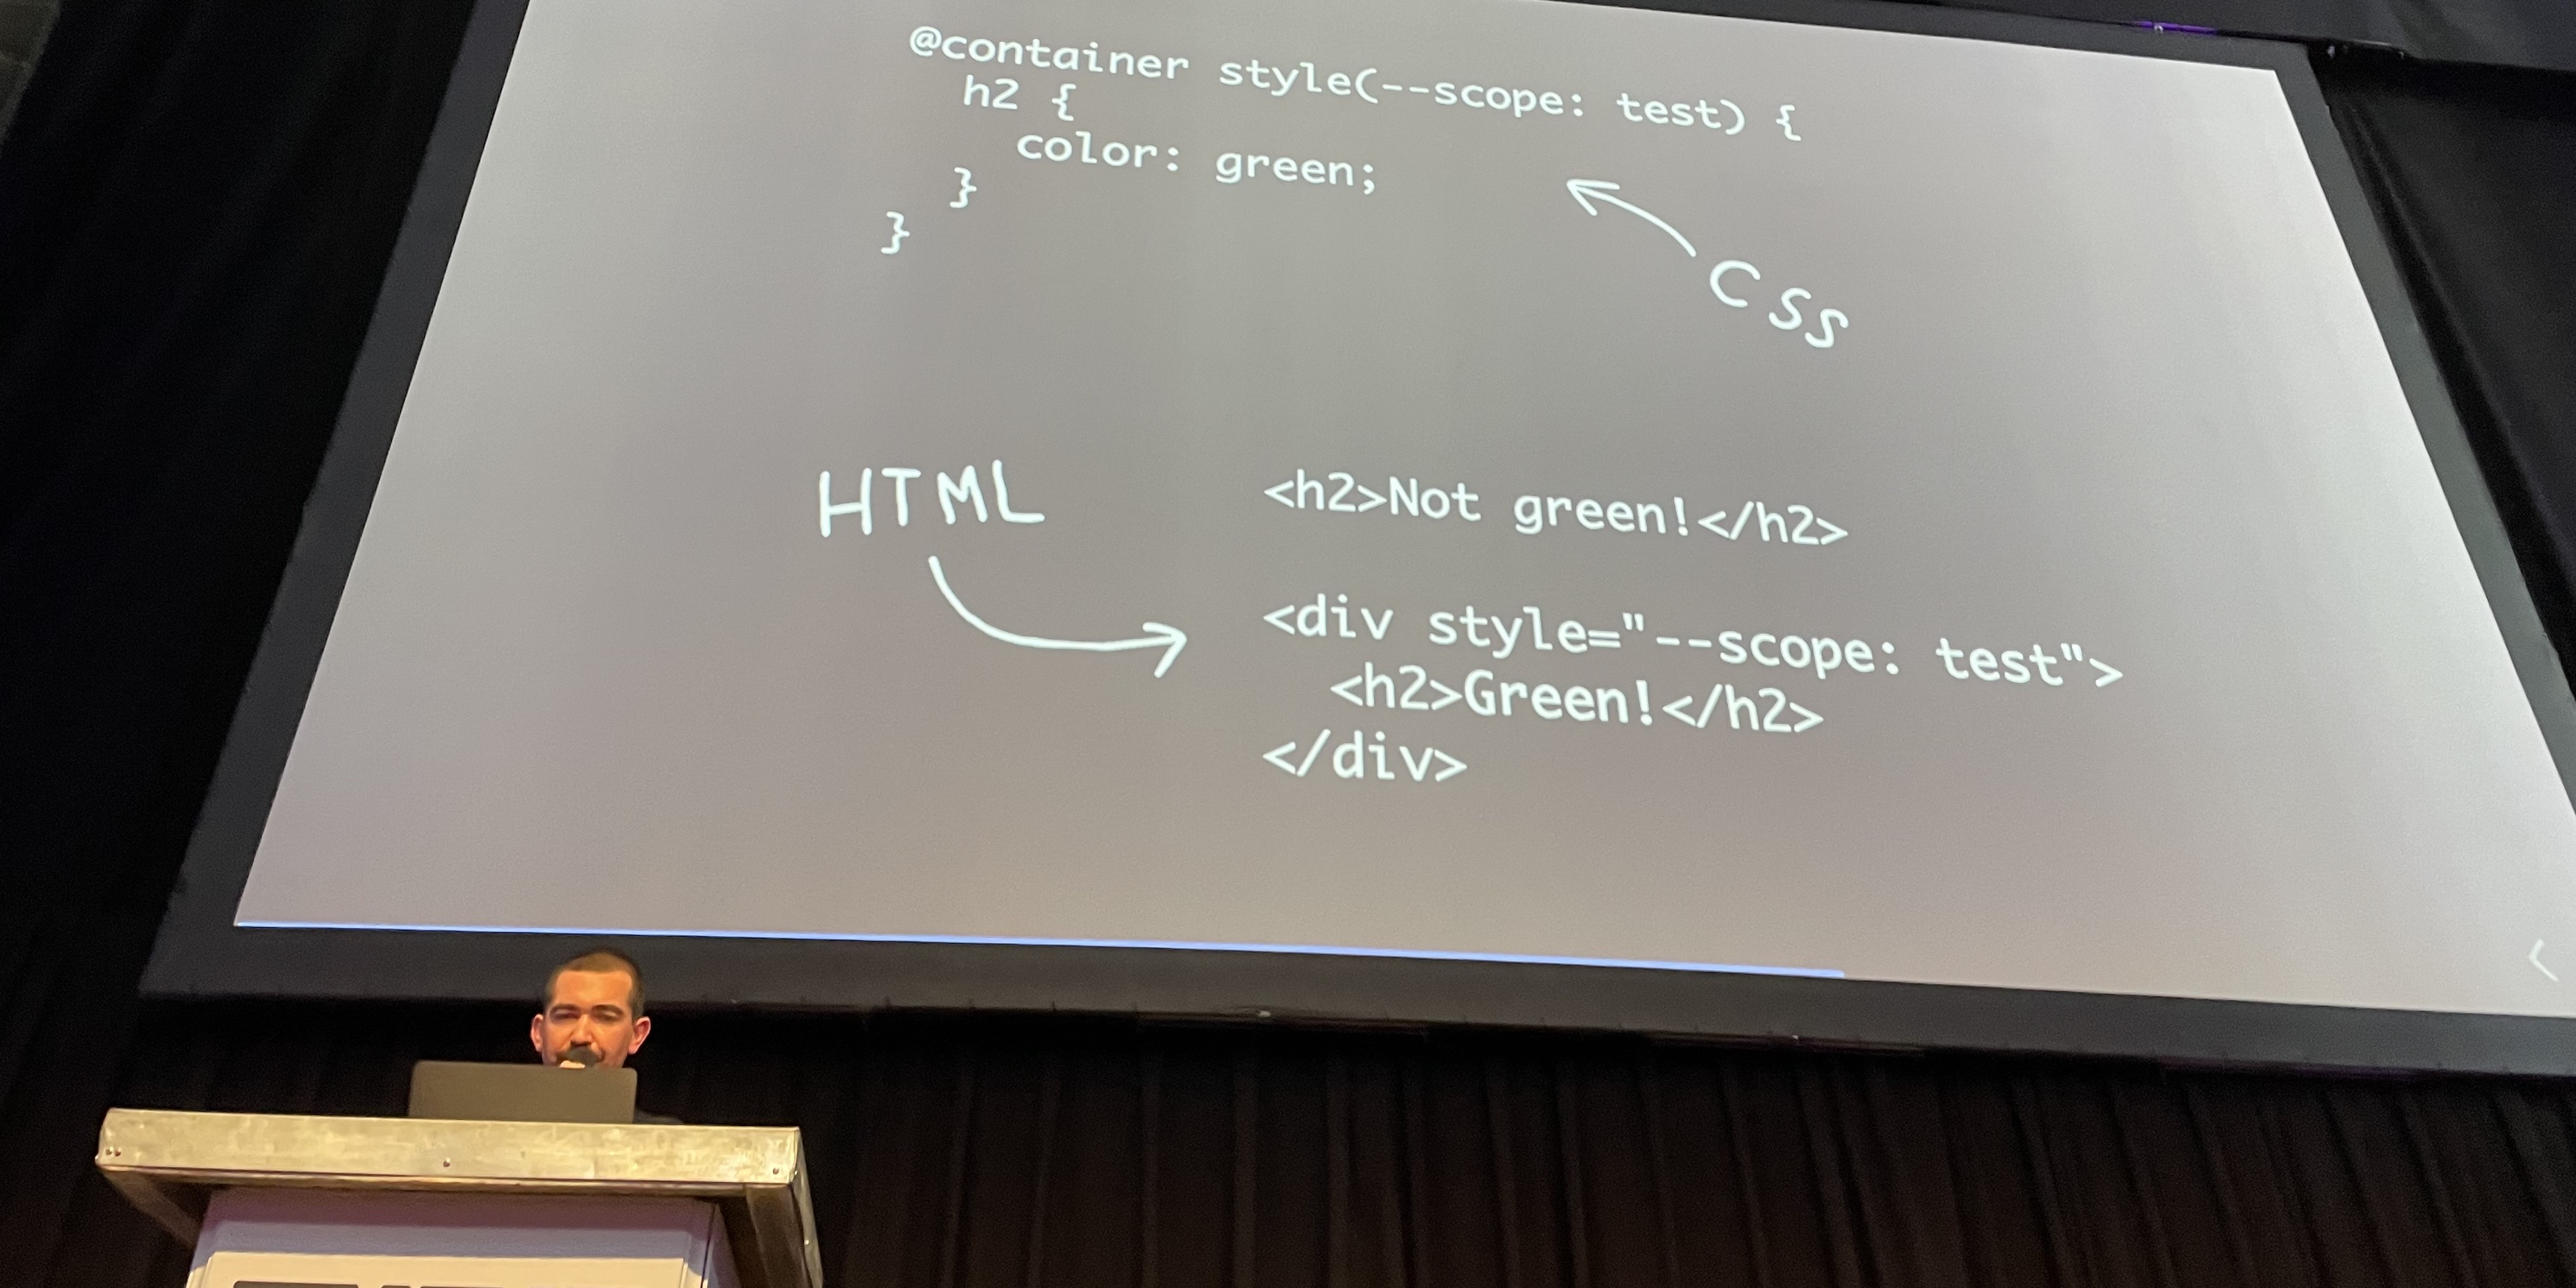 @container style(--scope: test) {
h2 {
color: green;
}
}
CSS
HTML
<h2>Not green!</h2>
<div style="--scope: test">
<h2>Green!</h2>
</div>